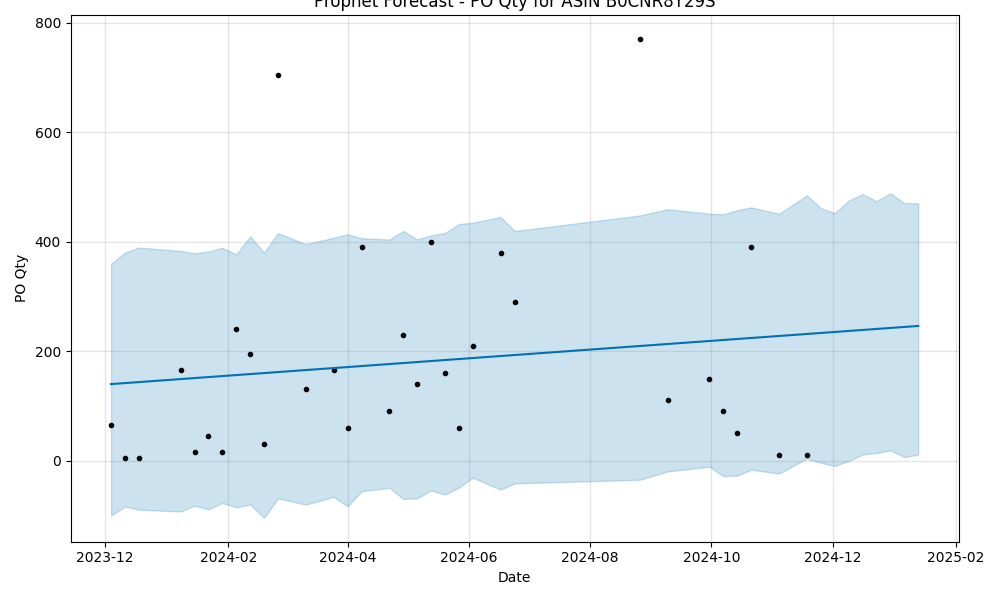 Prophet Forecast - PO Qty for ASIN B0CNR8Y29S
800
600
400
200
0
PO Qty
2023-12 2024-02 2024-04 2024-06 2024-08 2024-10 2024-12 2025-02
Date